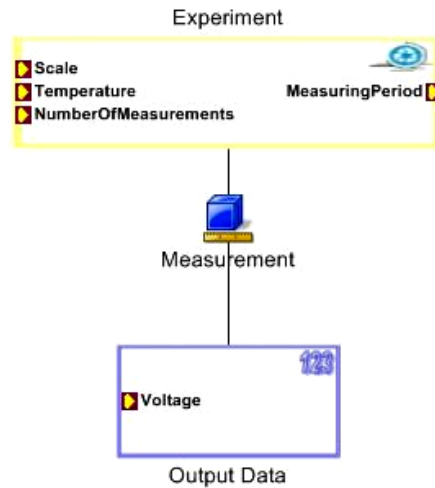 Experiment
Scale
Temperature
MeasuringPeriod
NumberOfMeasurements
Measurement
123
Voltage
Output Data